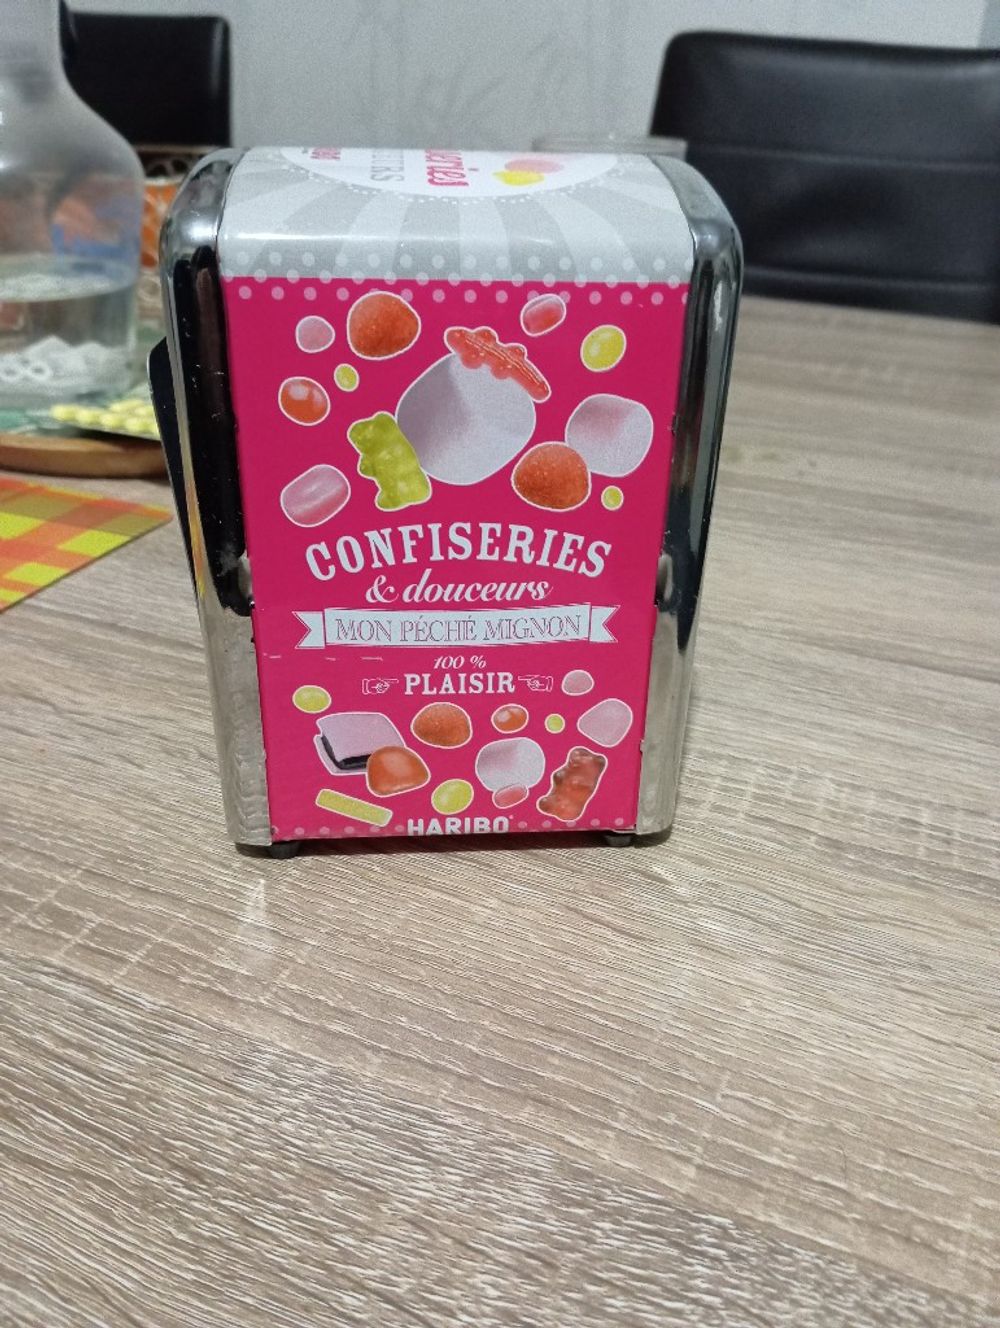 CONFISERIES
& douceurs
MON PÉCHÉ MIGNON
100 %
PLAISIR
HARIBO